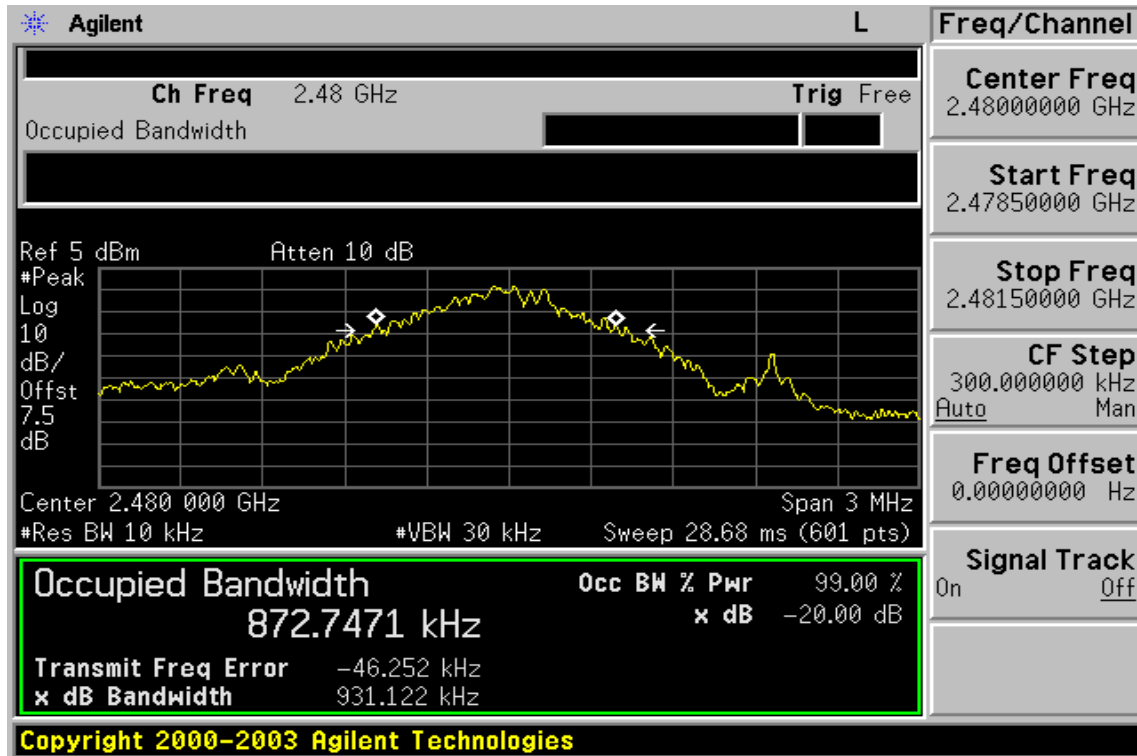 Agilent L
Ch Freq 2.48 GHz Trig Free
Occupied Bandwidth
Ref 5 dBm Atten 10 dB
#Peak
Log
10
dB/
Offst
7.5
dB
Center 2.480 000 GHz Span 3 MHz
#Res BW 10 kHz #VBW 30 kHz Sweep 28.68 ms (601 pts)
Occupied Bandwidth
872.7471 kHz
Occ BW % Pwr 99.00 %
x dB -20.00 dB
Transmit Freq Error -46.252 kHz
x dB Bandwidth 931.122 kHz
Copyright 2000-2003 Agilent Technologies
Freq/Channel
Center Freq
2.48000000 GHz
Start Freq
2.47850000 GHz
Stop Freq
2.48150000 GHz
CF Step
300.000000 kHz
Auto Man
Freq Offset
0.00000000 Hz
Signal Track
On Off